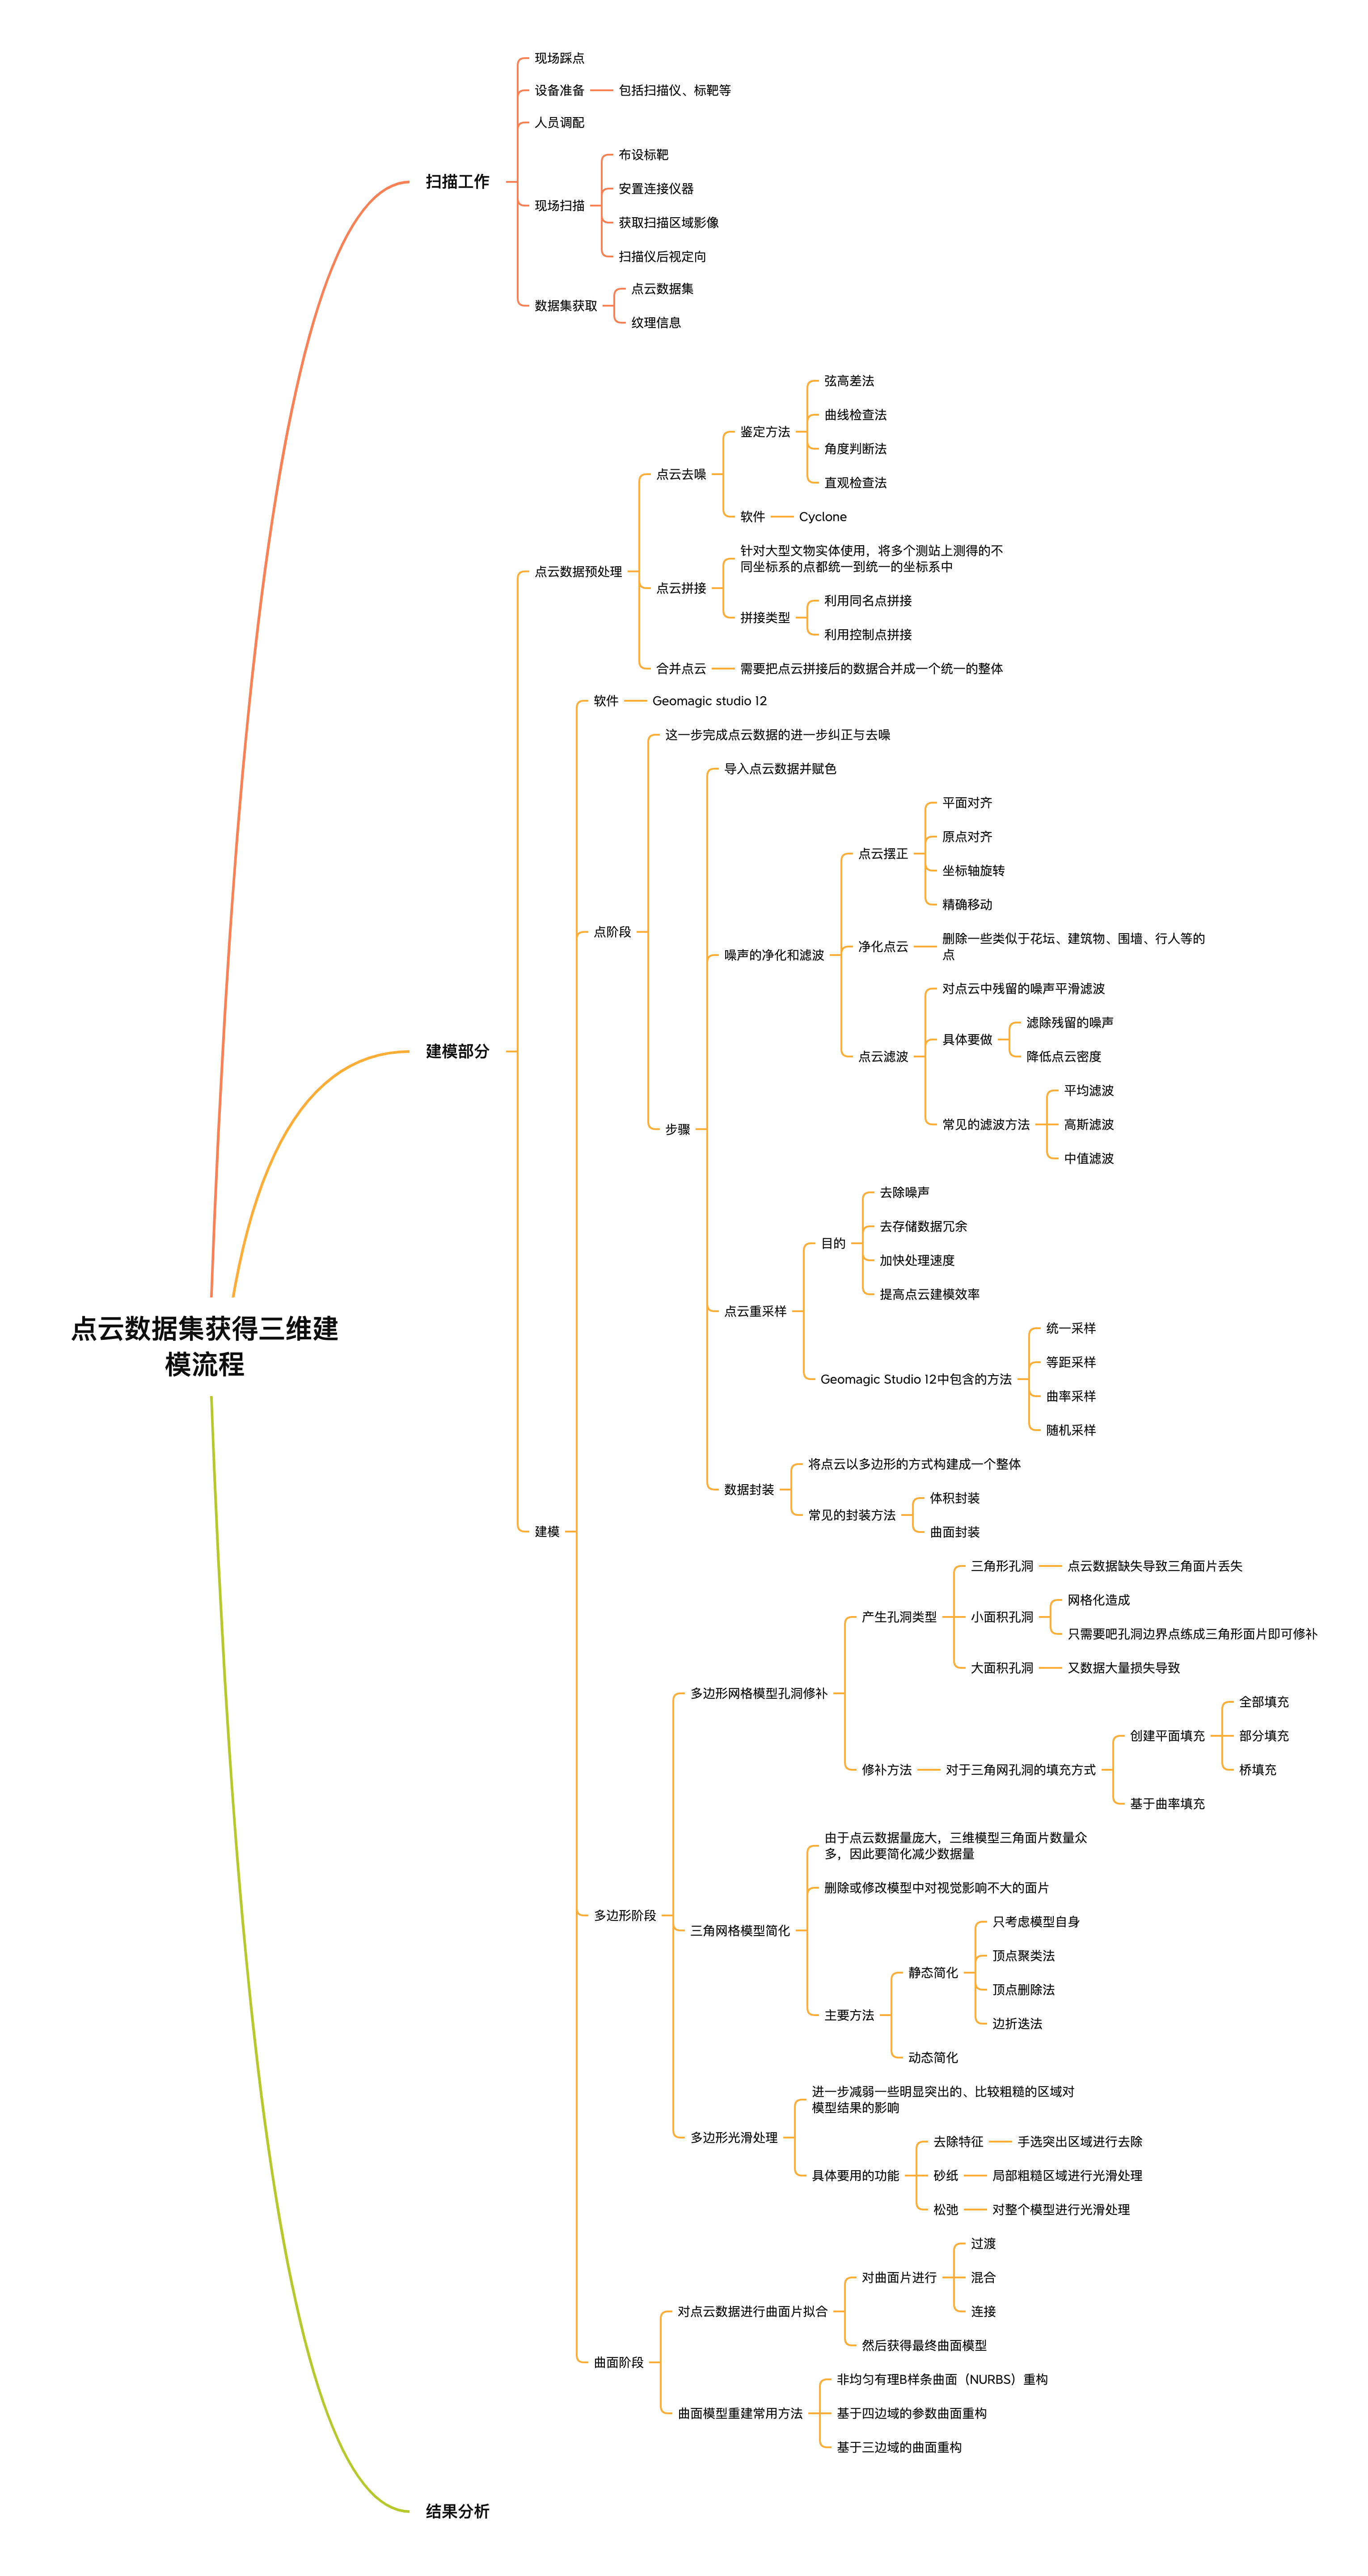 现场踩点
设备准备
包括扫描仪、标靶等
人员调配
布设标靶
安置连接仪器
扫描工作
现场扫描
获取扫描区域影像
扫描仪后视定向
数据集获取
点云数据集
纹理信息
点云数据预处理
点云去噪
鉴定方法
弦高差法
曲线检查法
角度判断法
直观检查法
软件
Cyclone
点云拼接
针对大型文物实体使用，将多个测站上测得的不
同坐标系的点都统一到统一的坐标系中
拼接类型
利用同名点拼接
利用控制点拼接
合并点云
需要把点云拼接后的数据合并成一个统一的整体
软件
Geomagic studio 12
点阶段
这一步完成点云数据的进一步纠正与去噪
步骤
导入点云数据并赋色
噪声的净化和滤波
点云摆正
平面对齐
原点对齐
坐标轴旋转
精确移动
净化点云
删除一些类似于花坛、建筑物、围墙、行人等的
点
点云滤波
对点云中残留的噪声平滑滤波
具体要做
滤除残留的噪声
降低点云密度
常见的滤波方法
平均滤波
高斯滤波
中值滤波
建模部分
点云重采样
目的
去除噪声
去存储数据冗余
加快处理速度
提高点云建模效率
Geomagic Studio 12中包含的方法
统一采样
等距采样
曲率采样
随机采样
点云数据集获得三维建
模流程
数据封装
将点云以多边形的方式构建成一个整体
常见的封装方法
体积封装
曲面封装
建模
多边形阶段
多边形网格模型孔洞修补
产生孔洞类型
三角形孔洞
点云数据缺失导致三角面片丢失
小面积孔洞
网格化造成
只需要吧孔洞边界点练成三角形面片即可修补
大面积孔洞
又数据大量损失导致
修补方法
对于三角网孔洞的填充方式
创建平面填充
全部填充
部分填充
桥填充
基于曲率填充
三角网格模型简化
由于点云数据量庞大，三维模型三角面片数量众
多，因此要简化减少数据量
删除或修改模型中对视觉影响不大的面片
主要方法
静态简化
只考虑模型自身
顶点聚类法
顶点删除法
边折迭法
动态简化
多边形光滑处理
进一步减弱一些明显突出的、比较粗糙的区域对
模型结果的影响
具体要用的功能
去除特征
手选突出区域进行去除
砂纸
局部粗糙区域进行光滑处理
松弛
对整个模型进行光滑处理
曲面阶段
对点云数据进行曲面片拟合
对曲面片进行
过渡
混合
连接
然后获得最终曲面模型
曲面模型重建常用方法
非均匀有理B样条曲面（NURBS）重构
基于四边域的参数曲面重构
基于三边域的曲面重构
结果分析